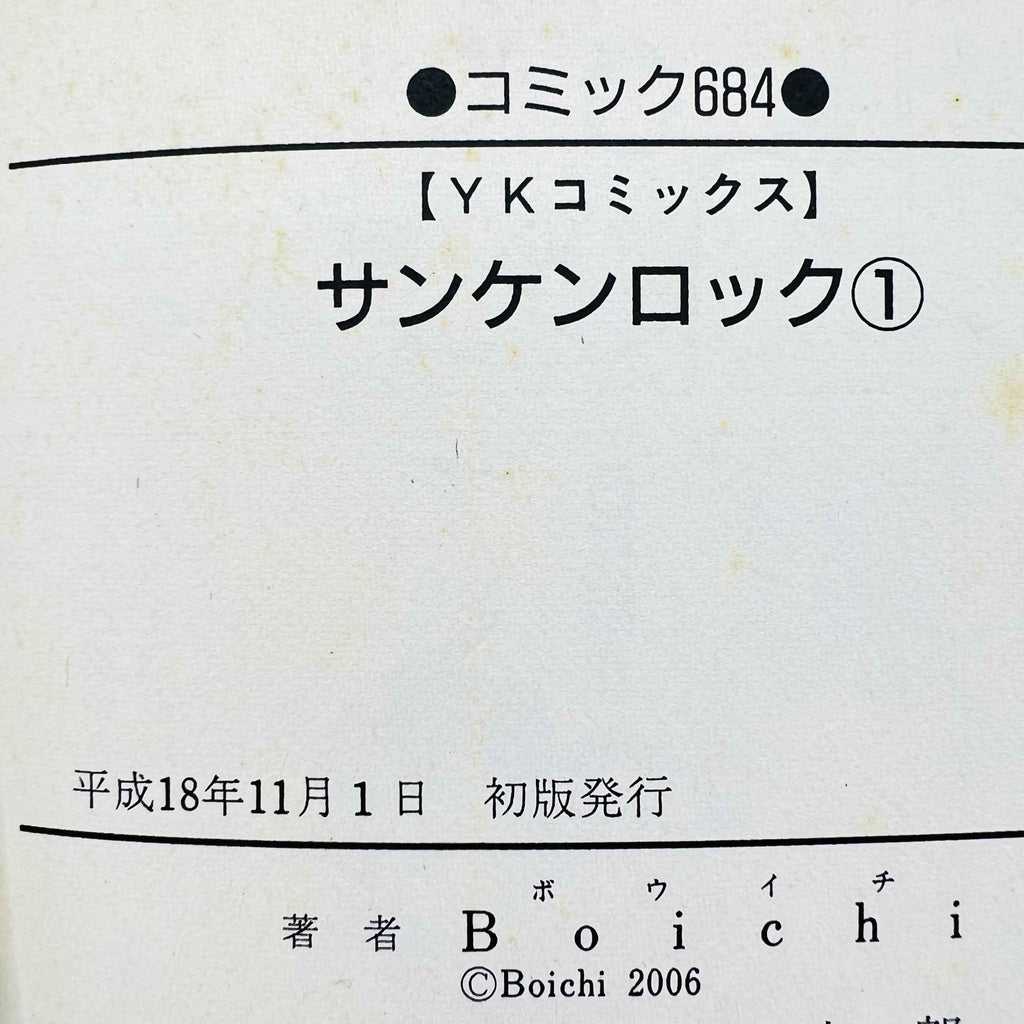 ●コミック684●
【YKコミックス】
サンケンロック①
平成18年11月1日 初版発行
ボウイチ
著者 Boichi
©Boichi 2006